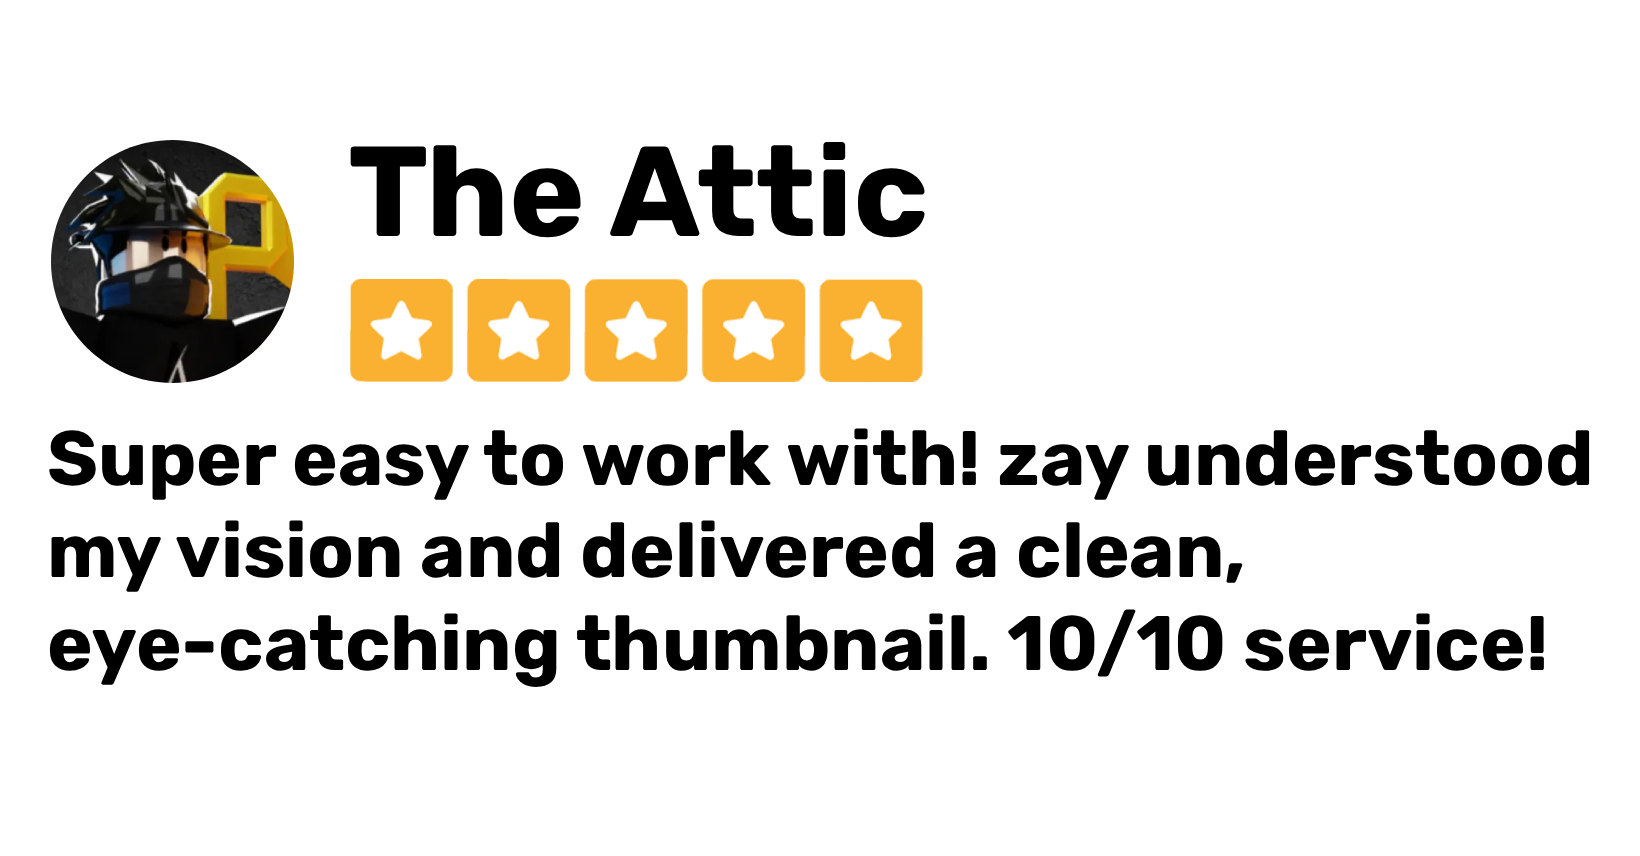 The Attic
Super easy to work with! zay understood
my vision and delivered a clean,
eye-catching thumbnail. 10/10 service!